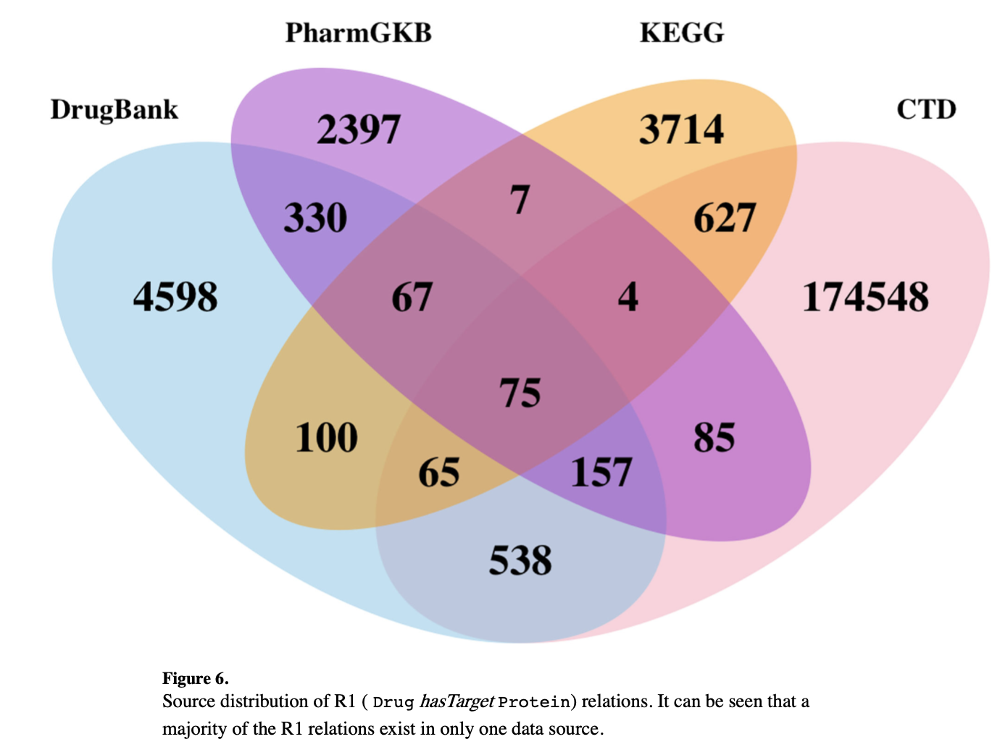 PharmGKB
KEGG
DrugBank
CTD
2397
3714
7
330
627
4598
67
4
174548
75
100
85
65
157
538
Figure 6.
Source distribution of R1 ( Drug hasTarget Protein) relations. It can be seen that a
majority of the R1 relations exist in only one data source.